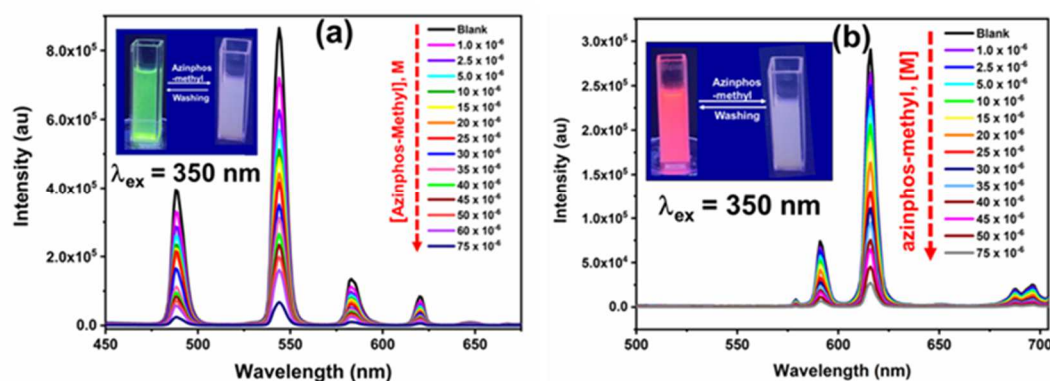 (a)
Azinphos
-methyl
Washing
λex = 350 nm
[Azinphos-Methyl], M
Blank
1.0 x 10⁻⁶
2.5 x 10⁻⁶
5.0 x 10⁻⁶
10 x 10⁻⁶
15 x 10⁻⁶
20 x 10⁻⁶
25 x 10⁻⁶
30 x 10⁻⁶
35 x 10⁻⁶
40 x 10⁻⁶
45 x 10⁻⁶
50 x 10⁻⁶
60 x 10⁻⁶
75 x 10⁻⁶
Intensity (au)
8.0x10⁵
6.0x10⁵
4.0x10⁵
2.0x10⁵
0.0
450 500 550 600 650
Wavelength (nm)
(b)
Azinphos
-methyl
Washing
λex = 350 nm
azinphos-methyl, [M]
Blank
1.0 x 10⁻⁶
2.5 x 10⁻⁶
5.0 x 10⁻⁶
10 x 10⁻⁶
15 x 10⁻⁶
20 x 10⁻⁶
25 x 10⁻⁶
30 x 10⁻⁶
35 x 10⁻⁶
40 x 10⁻⁶
45 x 10⁻⁶
50 x 10⁻⁶
75 x 10⁻⁶
Intensity (au)
3.0x10⁵
2.5x10⁵
2.0x10⁵
1.5x10⁵
1.0x10⁵
5.0x10⁴
0.0
500 550 600 650 700
Wavelength (nm)